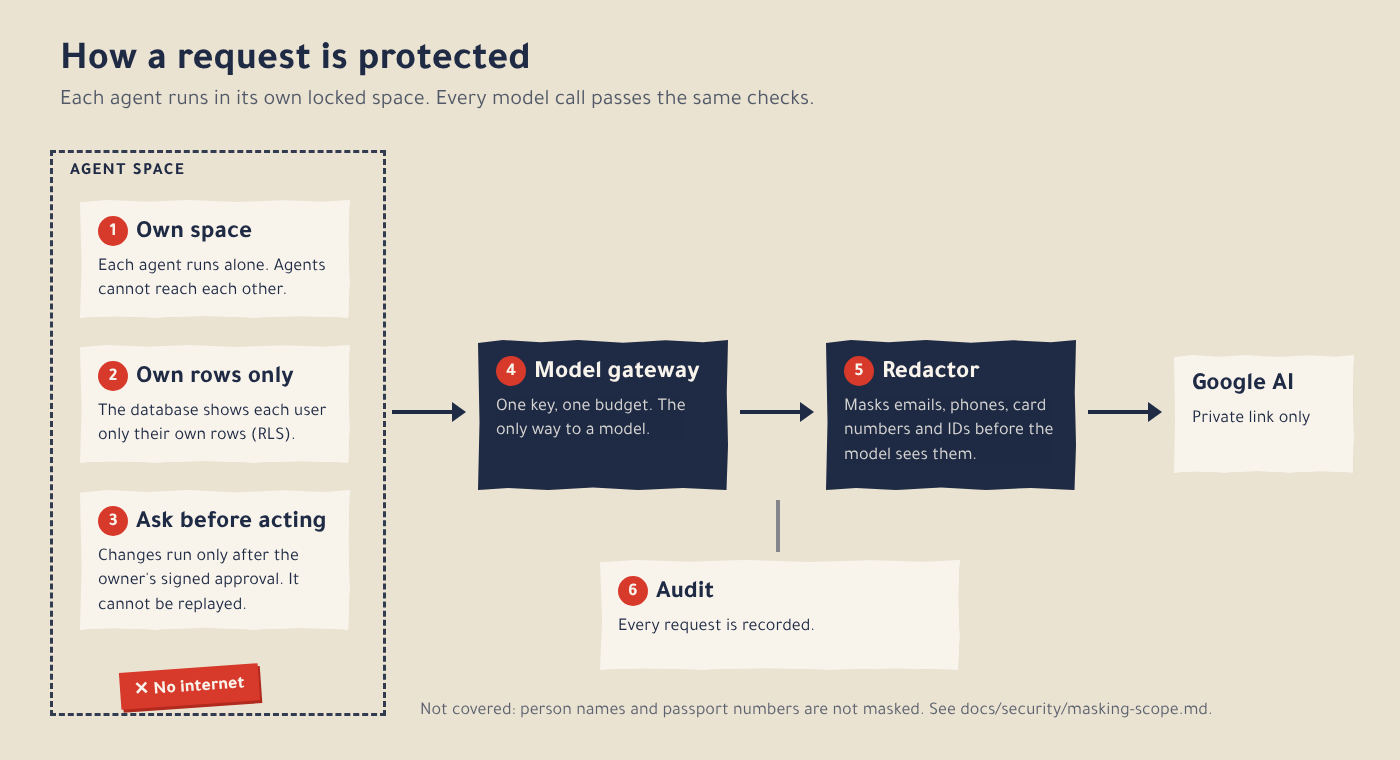 How a request is protected
Each agent runs in its own locked space. Every model call passes the same checks.
AGENT SPACE
1 Own space
Each agent runs alone. Agents
cannot reach each other.
2 Own rows only
The database shows each user
only their own rows (RLS).
3 Ask before acting
Changes run only after the
owner's signed approval. It
cannot be replayed.
✕ No internet
4 Model gateway
One key, one budget. The
only way to a model.
5 Redactor
Masks emails, phones, card
numbers and IDs before the
model sees them.
Google AI
Private link only
6 Audit
Every request is recorded.
Not covered: person names and passport numbers are not masked. See docs/security/masking-scope.md.